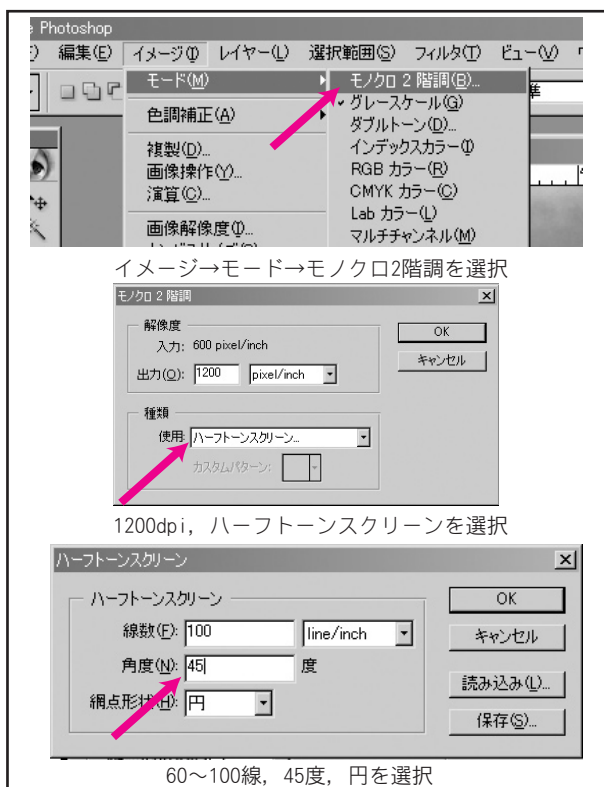 Photoshop
編集(E) イメージ(I) レイヤー(L) 選択範囲(S) フィルタ(T) ビュー(V)
モード(M) モノクロ 2 階調(B)...
グレースケール(G)
色調補正(A) ダブルトーン(D)...
複製(D)... インデックスカラー(I)
画像操作(Y)... RGB カラー(R)
演算(C)... CMYK カラー(C)
Lab カラー(L)
画像解像度(I)... マルチチャンネル(M)
イメージ→モード→モノクロ2階調を選択
モノクロ 2 階調
解像度
入力: 600 pixel/inch OK
出力(O): 1200 pixel/inch キャンセル
種類
使用: ハーフトーンスクリーン...
カスタムパターン:
1200dpi, ハーフトーンスクリーンを選択
ハーフトーンスクリーン
ハーフトーンスクリーン OK
線数(F): 100 line/inch キャンセル
角度(N): 45 度 読み込み(L)...
網点形状(H): 円 保存(S)...
60～100線, 45度, 円を選択